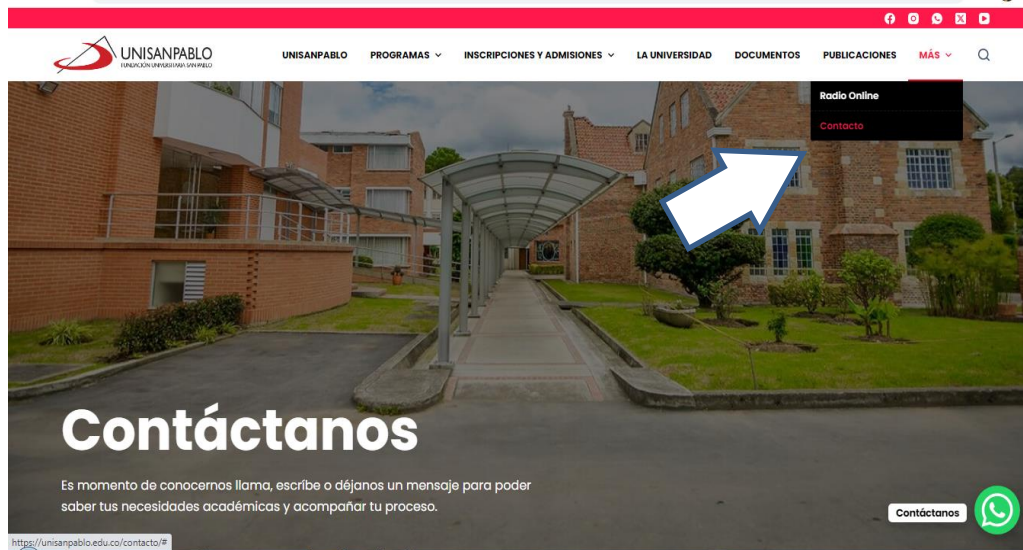 UNISANPABLO
FUNDACIÓN UNIVERSITARIA SAN PABLO
UNISANPABLO PROGRAMAS INSCRIPCIONES Y ADMISIONES LA UNIVERSIDAD DOCUMENTOS PUBLICACIONES MÁS
Radio Online
Contacto
Contáctanos
Es momento de conocernos llama, escríbe o déjanos un mensaje para poder
saber tus necesidades académicas y acompañar tu proceso.
Contáctanos
https://unisanpablo.edu.co/contacto/#